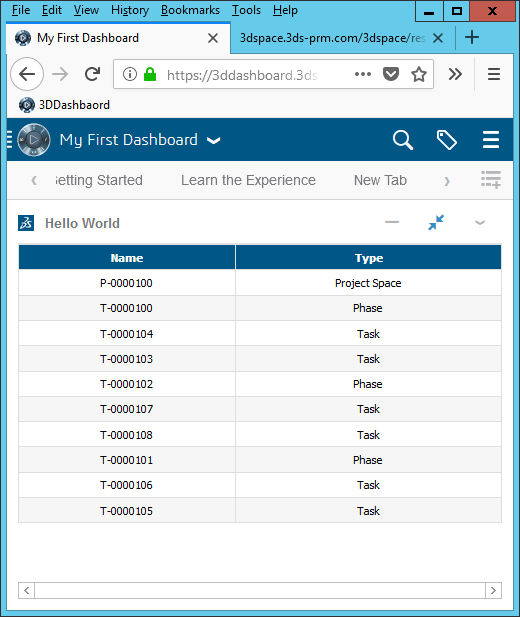 File Edit View History Bookmarks Tools Help
My First Dashboard
3dspace.3ds-prm.com/3dspace/res
https://3ddashboard.3ds
3DDashbaord
My First Dashboard
Getting Started Learn the Experience New Tab
Hello World
Name Type
P-0000100 Project Space
T-0000100 Phase
T-0000104 Task
T-0000103 Task
T-0000102 Phase
T-0000107 Task
T-0000108 Task
T-0000101 Phase
T-0000106 Task
T-0000105 Task